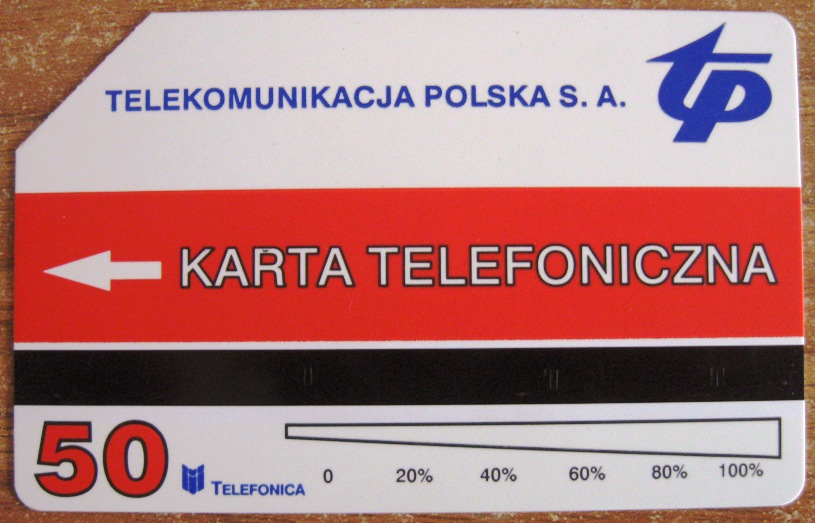 TELEKOMUNIKACJA POLSKA S. A.
tp
KARTA TELEFONICZNA
50
TELEFONICA
0 20% 40% 60% 80% 100%